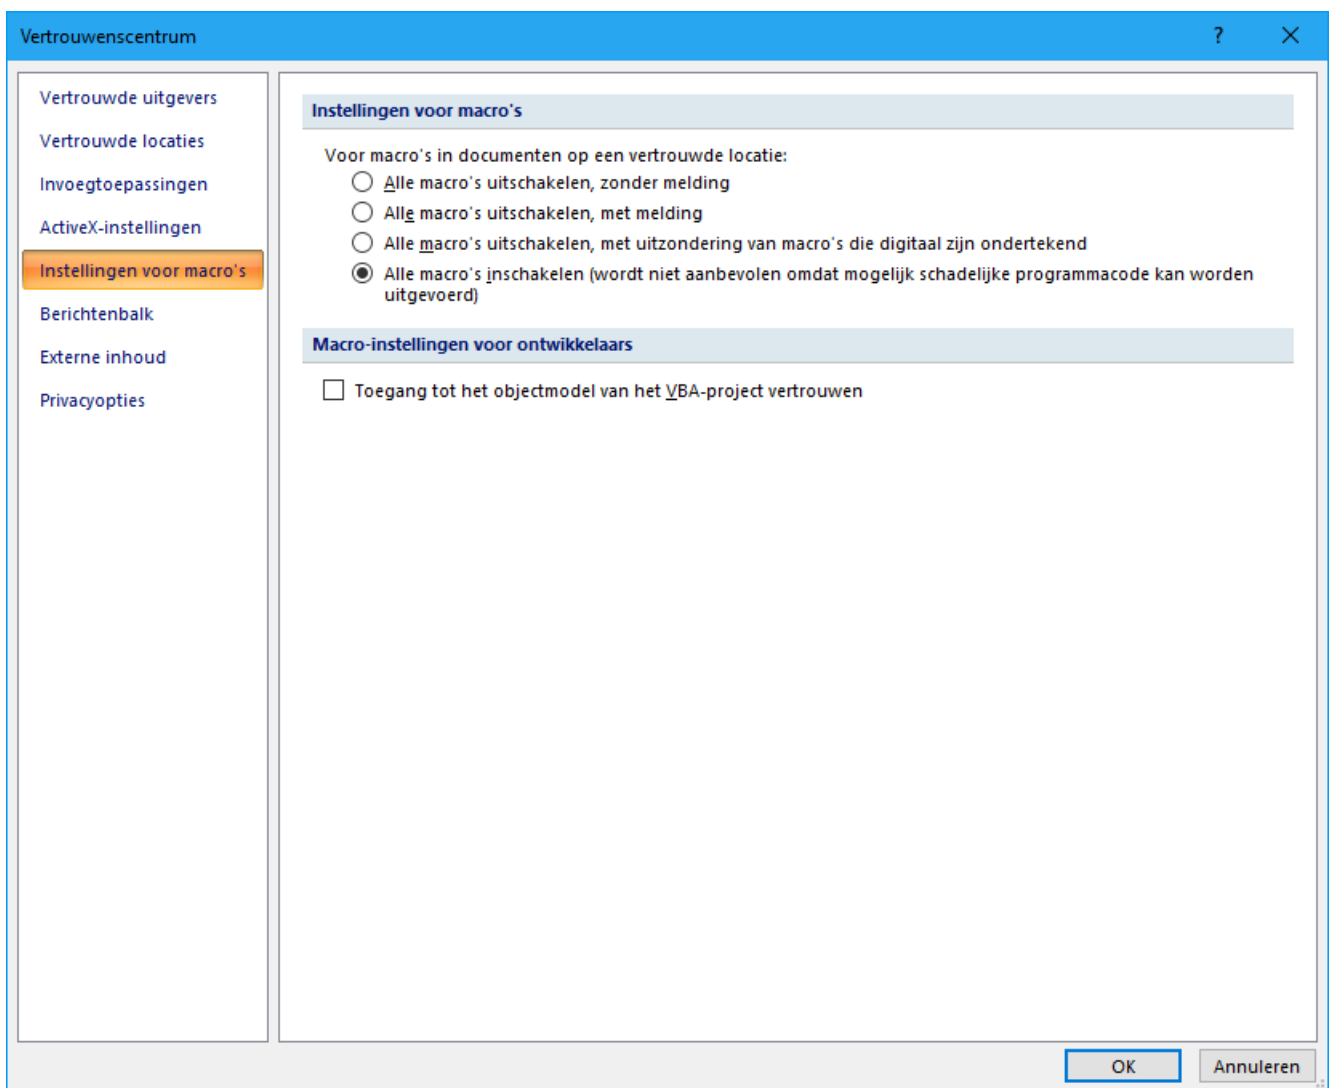 Vertrouwenscentrum
?
Vertrouwde uitgevers
Vertrouwde locaties
Invoegtoepassingen
ActiveX-instellingen
Instellingen voor macro's
Berichtenbalk
Externe inhoud
Privacyopties
Instellingen voor macro's
Voor macro's in documenten op een vertrouwde locatie:
Alle macro's uitschakelen, zonder melding
Alle macro's uitschakelen, met melding
Alle macro's uitschakelen, met uitzondering van macro's die digitaal zijn ondertekend
Alle macro's inschakelen (wordt niet aanbevolen omdat mogelijk schadelijke programmacode kan worden
uitgevoerd)
Macro-instellingen voor ontwikkelaars
Toegang tot het objectmodel van het VBA-project vertrouwen
OK
Annuleren